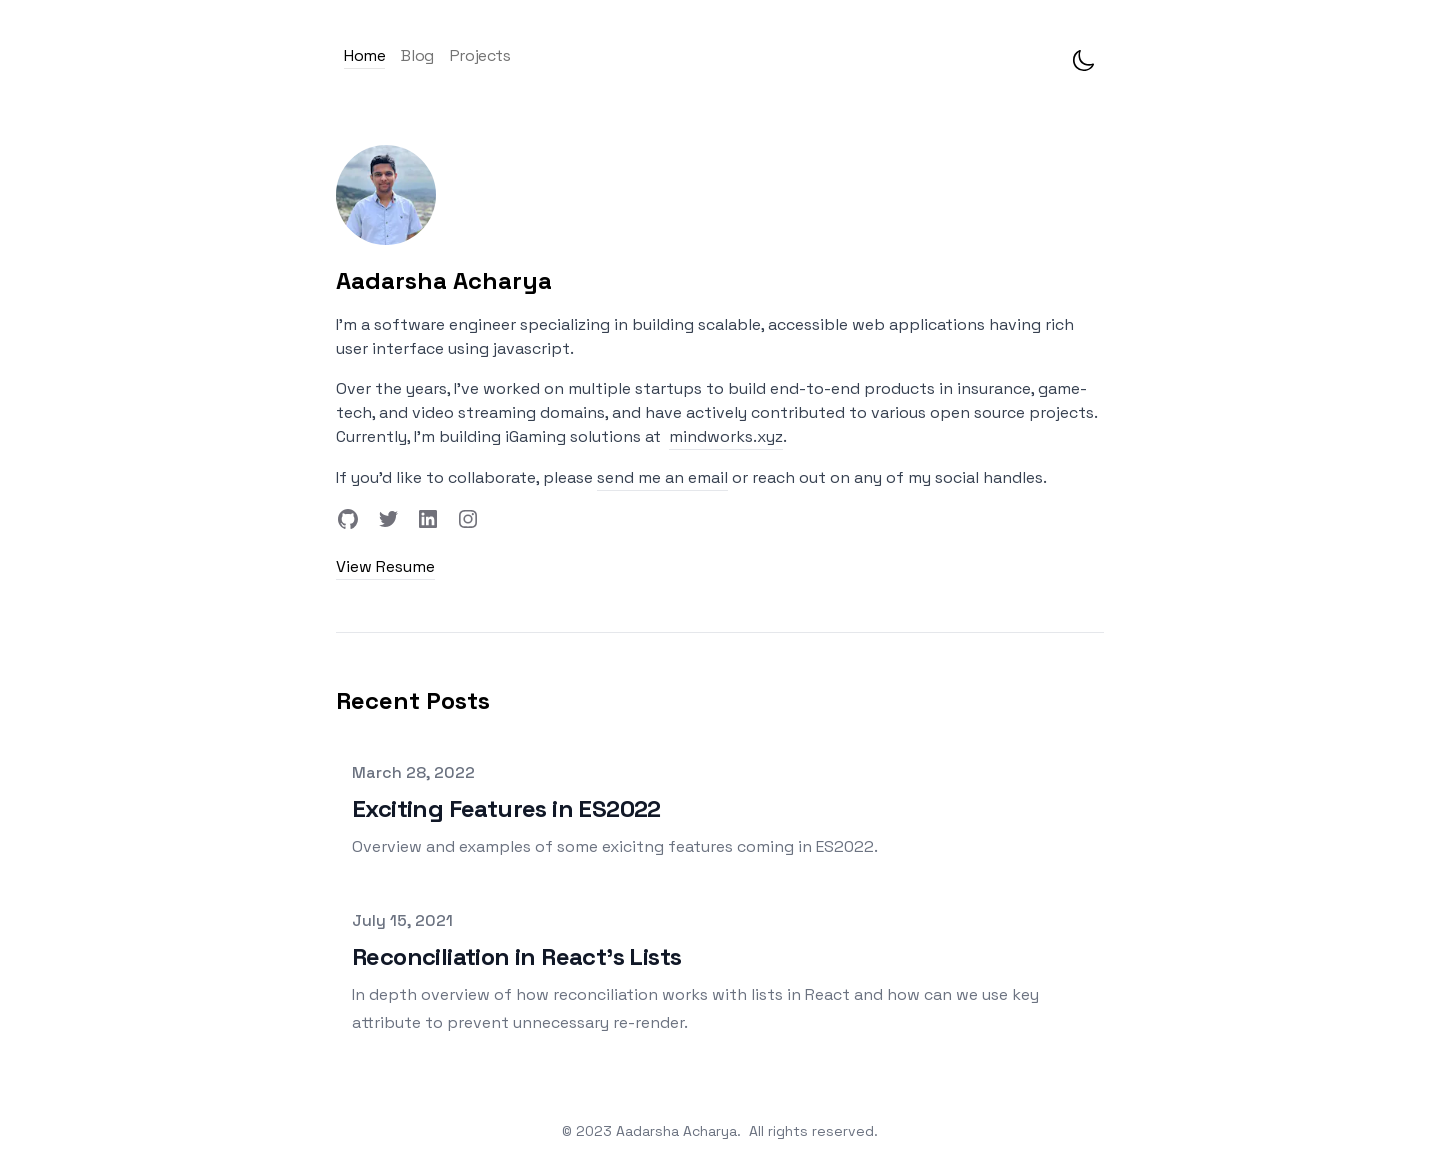 Home Blog Projects
Aadarsha Acharya
I'm a software engineer specializing in building scalable, accessible web applications having rich
user interface using javascript.
Over the years, I've worked on multiple startups to build end-to-end products in insurance, game-
tech, and video streaming domains, and have actively contributed to various open source projects.
Currently, I'm building iGaming solutions at mindworks.xyz.
If you'd like to collaborate, please send me an email or reach out on any of my social handles.
View Resume
Recent Posts
March 28, 2022
Exciting Features in ES2022
Overview and examples of some exicitng features coming in ES2022.
July 15, 2021
Reconciliation in React's Lists
In depth overview of how reconciliation works with lists in React and how can we use key
attribute to prevent unnecessary re-render.
© 2023 Aadarsha Acharya. All rights reserved.